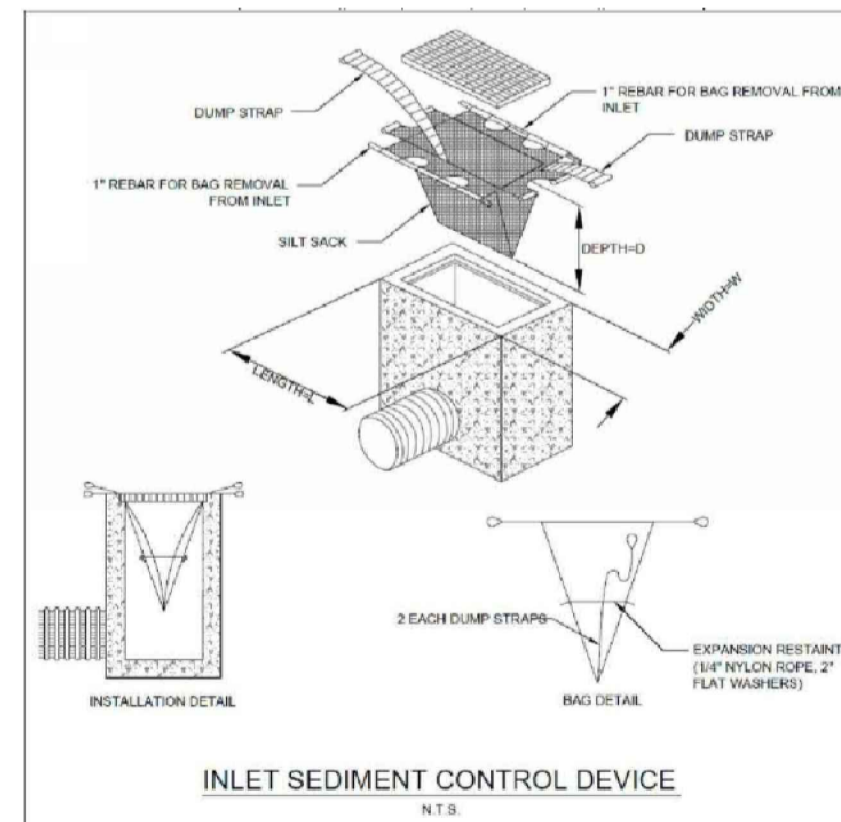 1" REBAR FOR BAG REMOVAL FROM
INLET
DUMP STRAP
DUMP STRAP
1" REBAR FOR BAG REMOVAL
FROM INLET
SILT SACK
DEPTH=D
WIDTH=W
LENGTH=L
2 EACH DUMP STRAPS
EXPANSION RESTAINT
(1/4" NYLON ROPE, 2"
FLAT WASHERS)
INSTALLATION DETAIL
BAG DETAIL
INLET SEDIMENT CONTROL DEVICE
N.T.S.